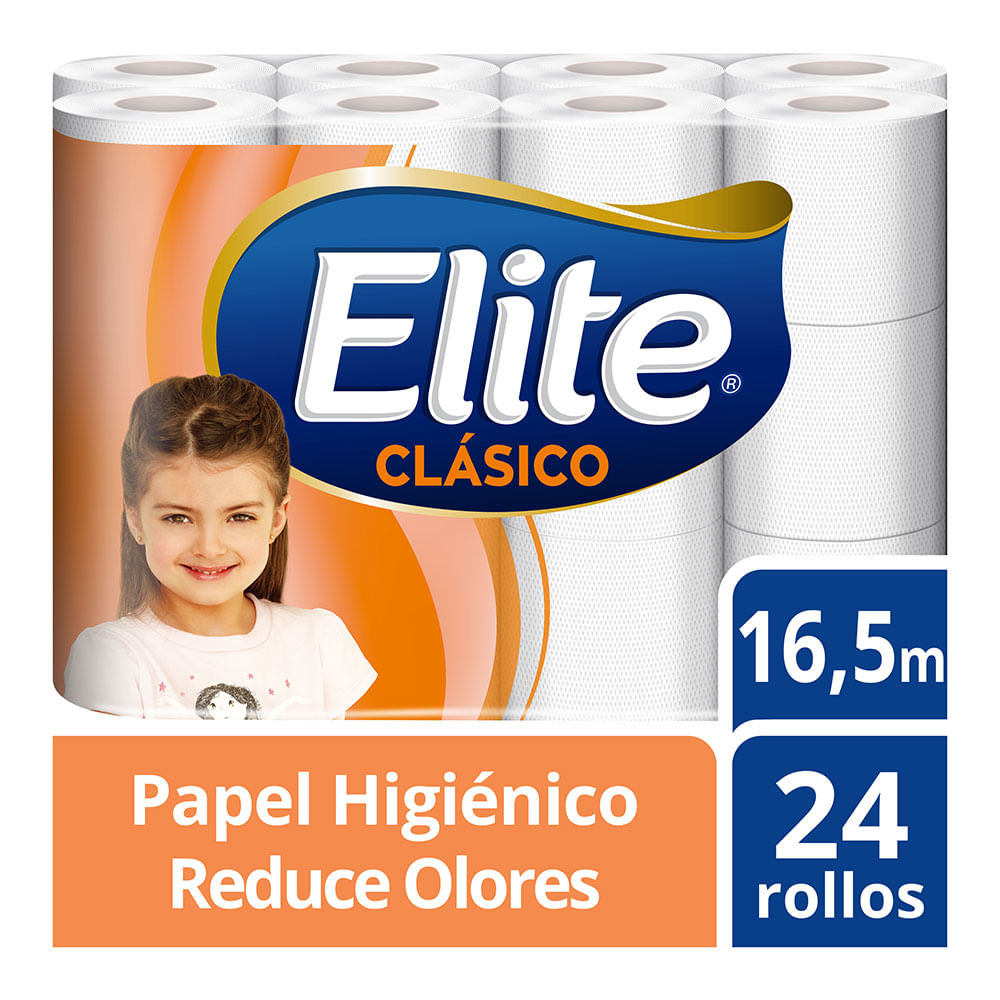 Elite®
CLÁSICO
16,5m
Papel Higiénico
Reduce Olores
24
rollos